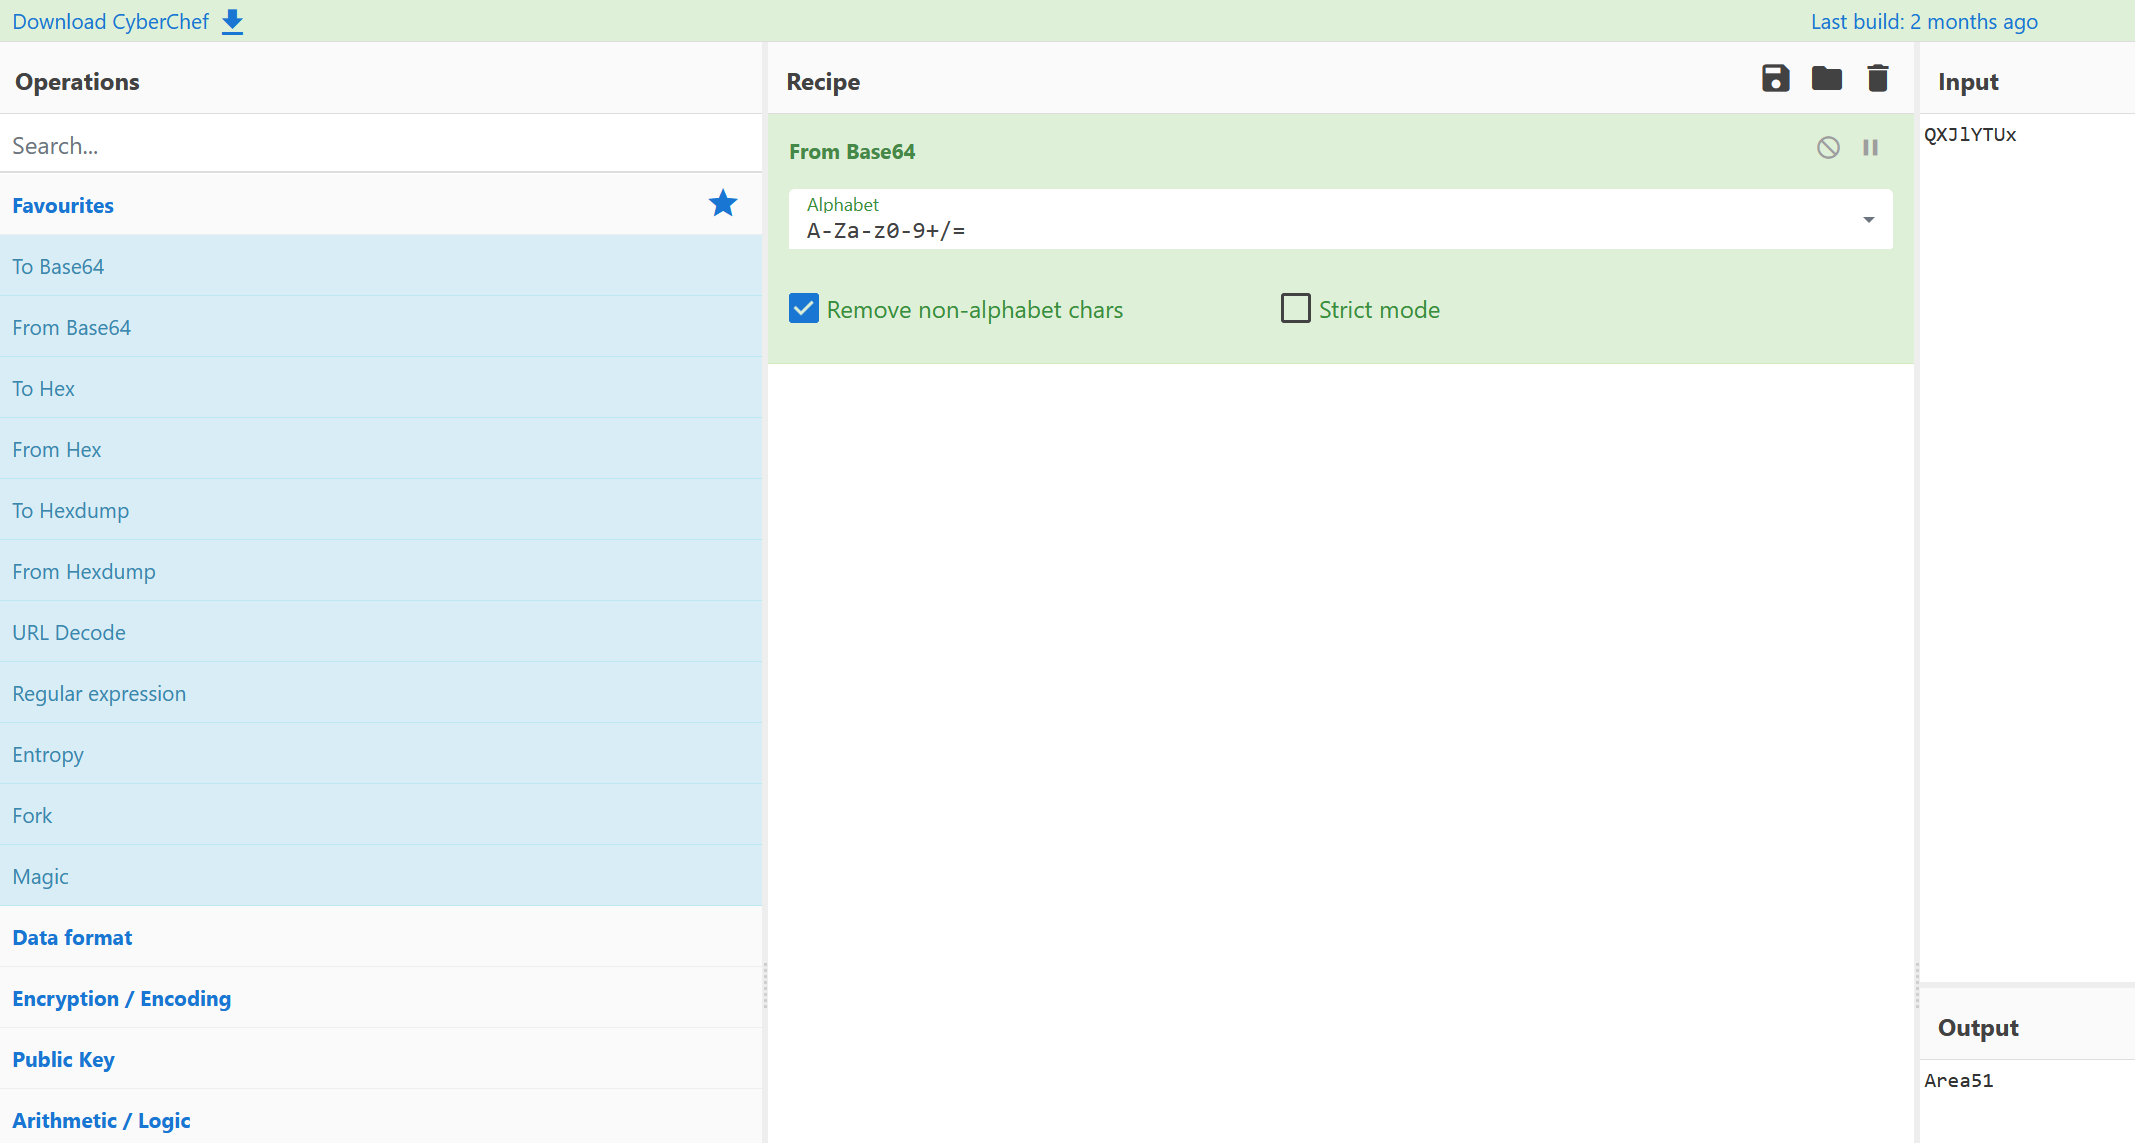 Download CyberChef
Last build: 2 months ago
Operations
Search...
Favourites
To Base64
From Base64
To Hex
From Hex
To Hexdump
From Hexdump
URL Decode
Regular expression
Entropy
Fork
Magic
Data format
Encryption / Encoding
Public Key
Arithmetic / Logic
Recipe
From Base64
Alphabet
A-Za-z0-9+/=
Remove non-alphabet chars
Strict mode
Input
QXJlYTUx
Output
Area51